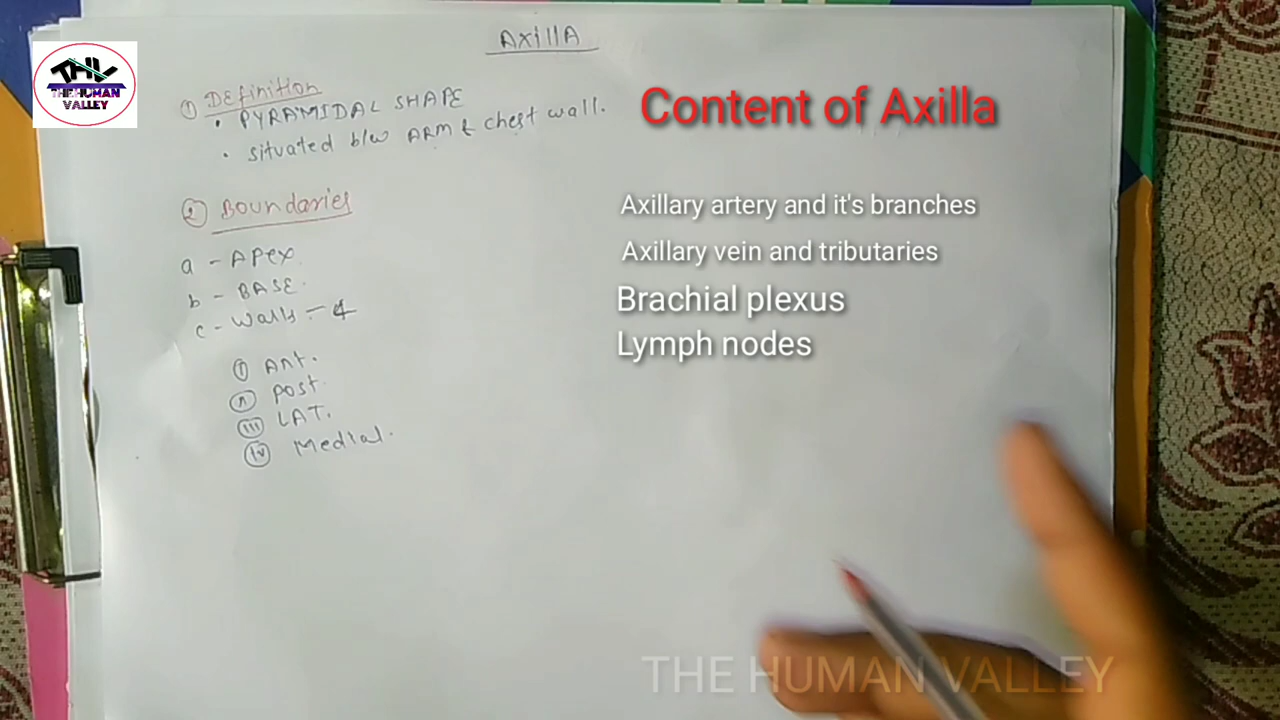 AXILLA
THV
THE HUMAN
VALLEY
① Definition
• PYRAMIDAL SHAPE
• situated b/w ARM & chest wall.
② Boundaries
a - Apex.
b - BASE.
c - Walls - 4
(i) Ant.
(ii) Post.
(iii) LAT.
(iv) Medial.
Content of Axilla
Axillary artery and it's branches
Axillary vein and tributaries
Brachial plexus
Lymph nodes
THE HUMAN VALLEY